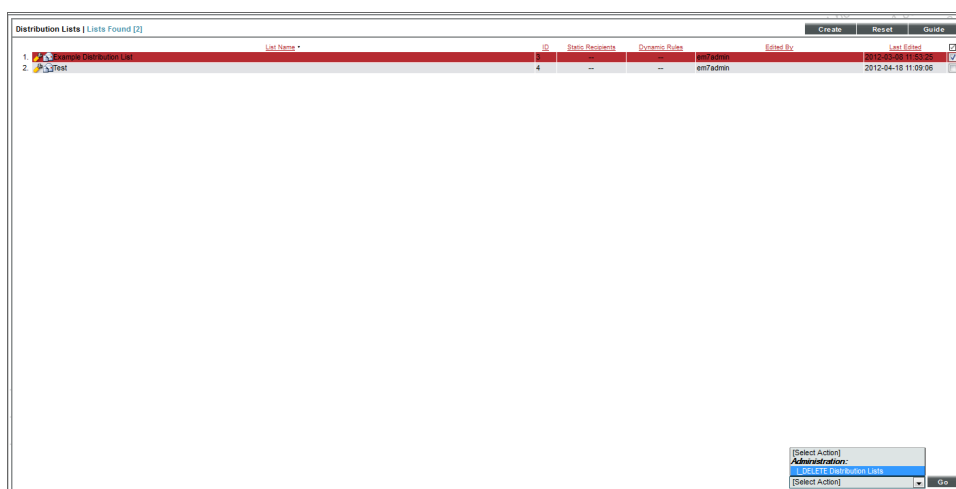 Distribution Lists | Lists Found [2]
Create Reset Guide
List Name • ID Static Recipients Dynamic Rules Edited By Last Edited
1. Example Distribution List 3 -- -- em7admin 2012-03-08 11:53:25
2. Test 4 -- -- em7admin 2012-04-18 11:09:06
[Select Action]
Administration:
|_DELETE Distribution Lists
[Select Action] Go